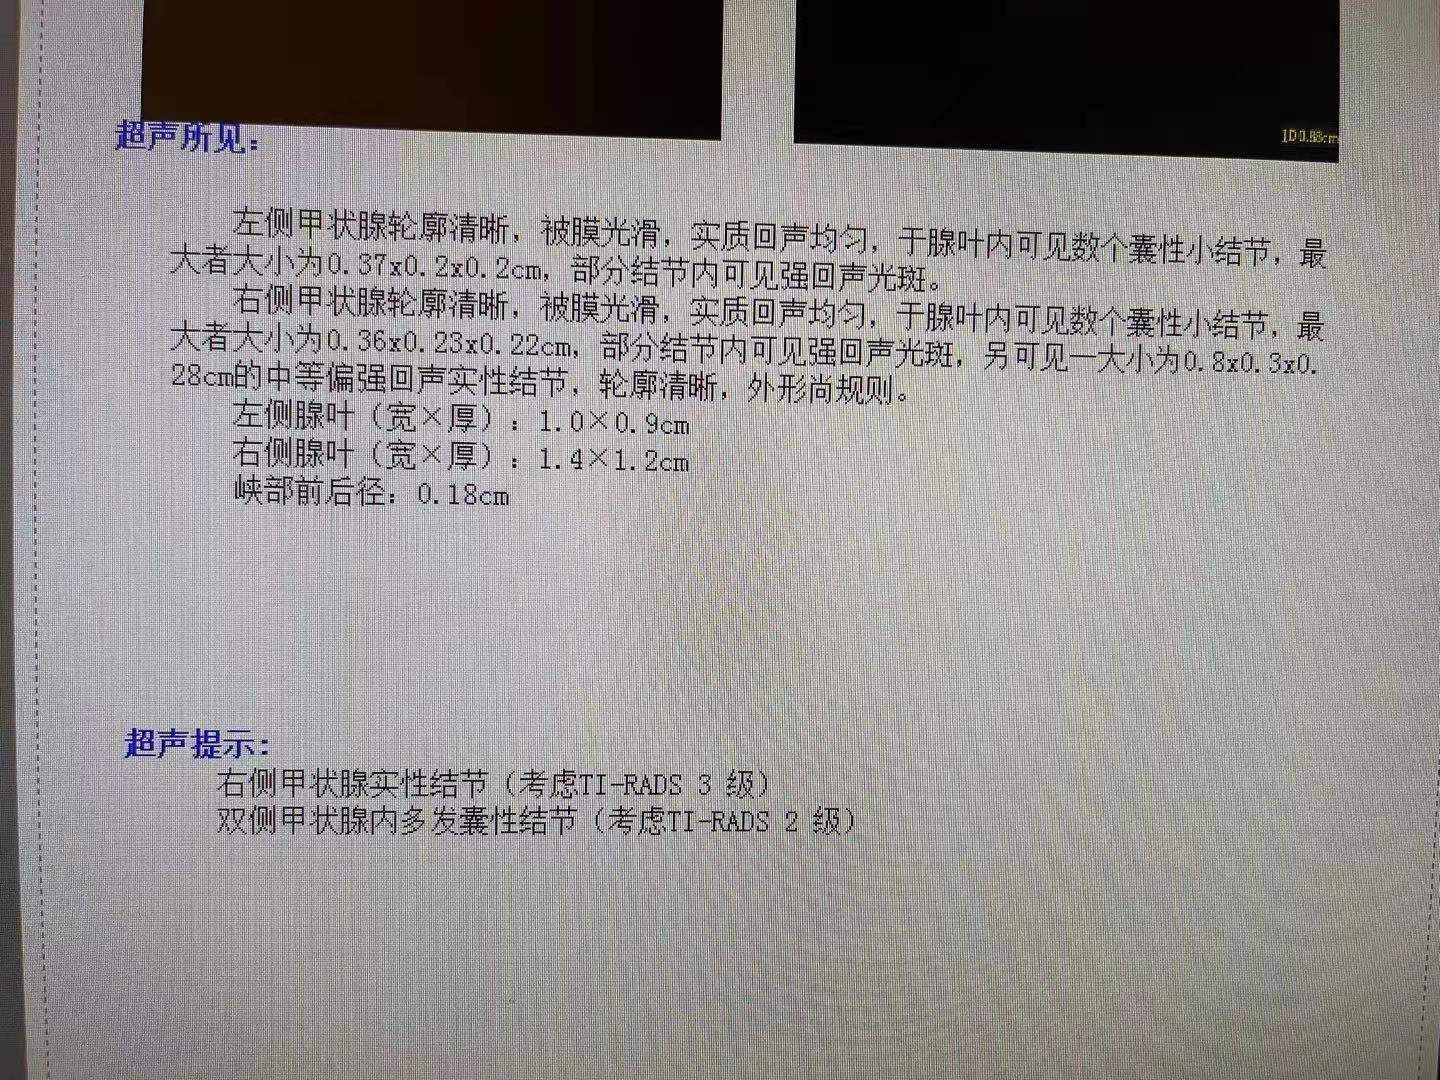 1D0.88cm
超声所见：
左侧甲状腺轮廓清晰，被膜光滑，实质回声均匀，于腺叶内可见数个囊性小结节，最
大者大小为0.37x0.2x0.2cm，部分结节内可见强回声光斑。
右侧甲状腺轮廓清晰，被膜光滑，实质回声均匀，于腺叶内可见数个囊性小结节，最
大者大小为0.36x0.23x0.22cm，部分结节内可见强回声光斑，另可见一大小为0.8x0.3x0.
28cm的中等偏强回声实性结节，轮廓清晰，外形尚规则。
左侧腺叶（宽×厚）：1.0×0.9cm
右侧腺叶（宽×厚）：1.4×1.2cm
峡部前后径：0.18cm
超声提示：
右侧甲状腺实性结节（考虑TI-RADS 3 级）
双侧甲状腺内多发囊性结节（考虑TI-RADS 2 级）